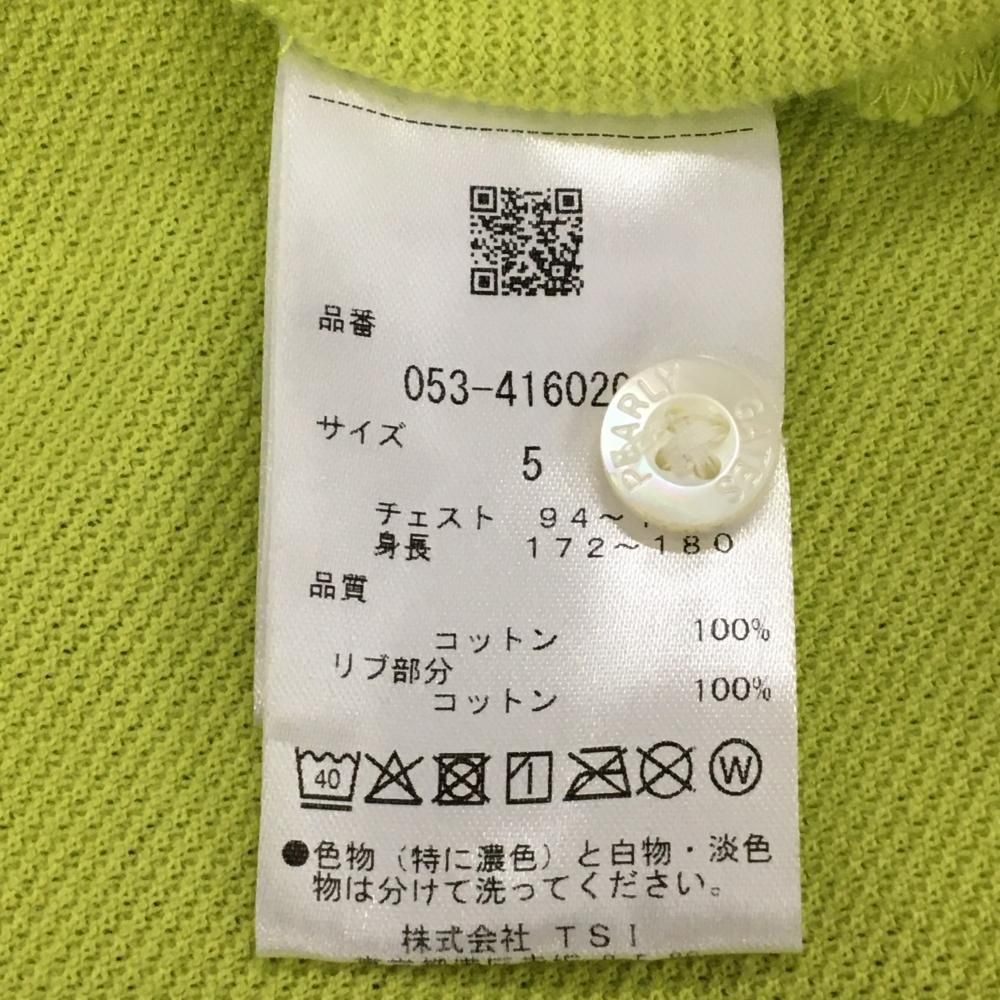 品番
053-416020
サイズ
5
PEARLY GATES
チェスト 94～
身長 172～180
品質
コットン 100%
リブ部分
コットン 100%
40
W
●色物（特に濃色）と白物・淡色
物は分けて洗ってください。
株式会社 TSI